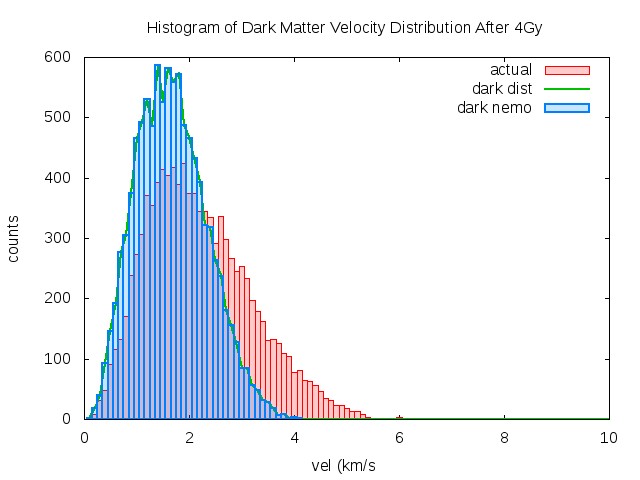 Histogram of Dark Matter Velocity Distribution After 4Gy
600
500
400
300
200
100
0
counts
actual
dark dist
dark nemo
0 2 4 6 8 10
vel (km/s